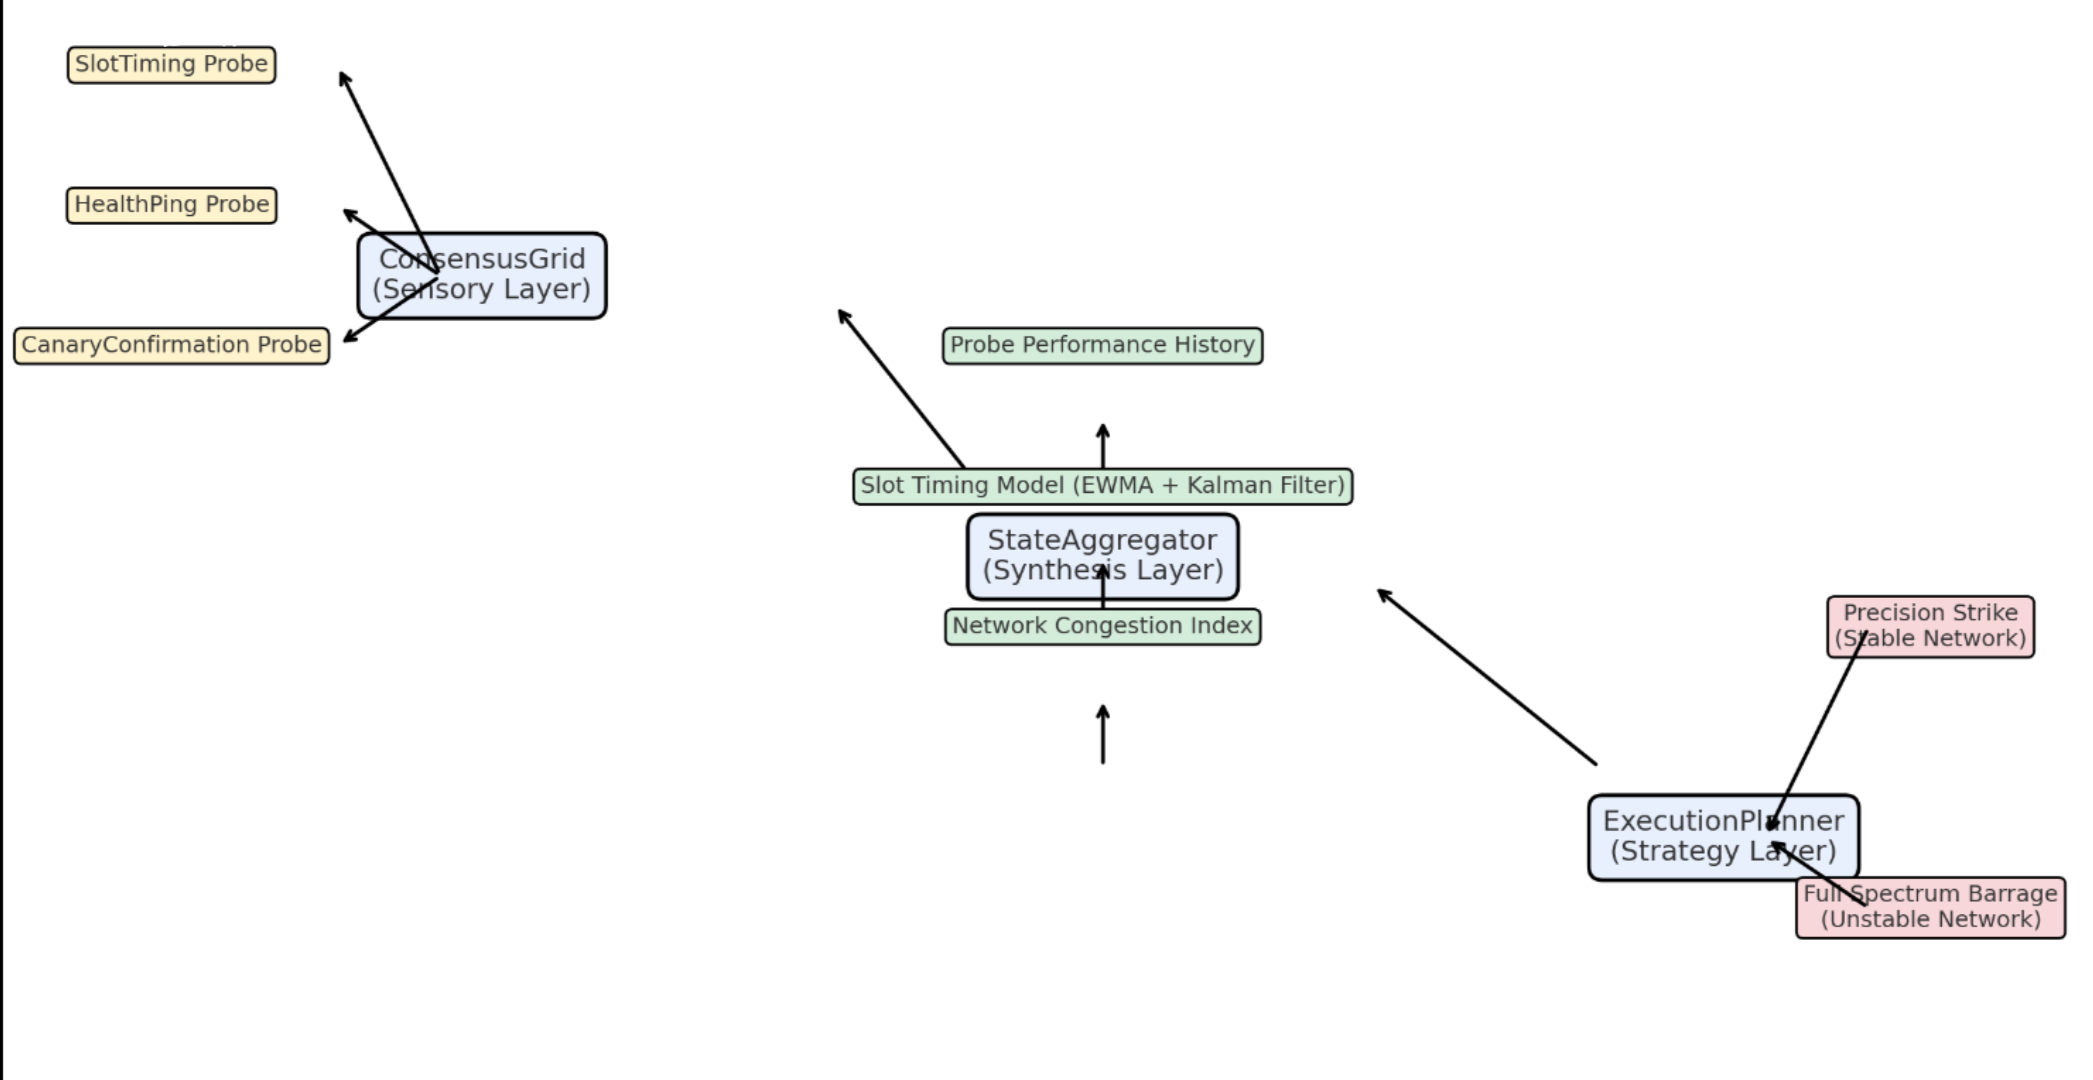 SlotTiming Probe
HealthPing Probe
ConsensusGrid
(Sensory Layer)
CanaryConfirmation Probe
Probe Performance History
Slot Timing Model (EWMA + Kalman Filter)
StateAggregator
(Synthesis Layer)
Network Congestion Index
Precision Strike
(Stable Network)
ExecutionPlanner
(Strategy Layer)
Full Spectrum Barrage
(Unstable Network)